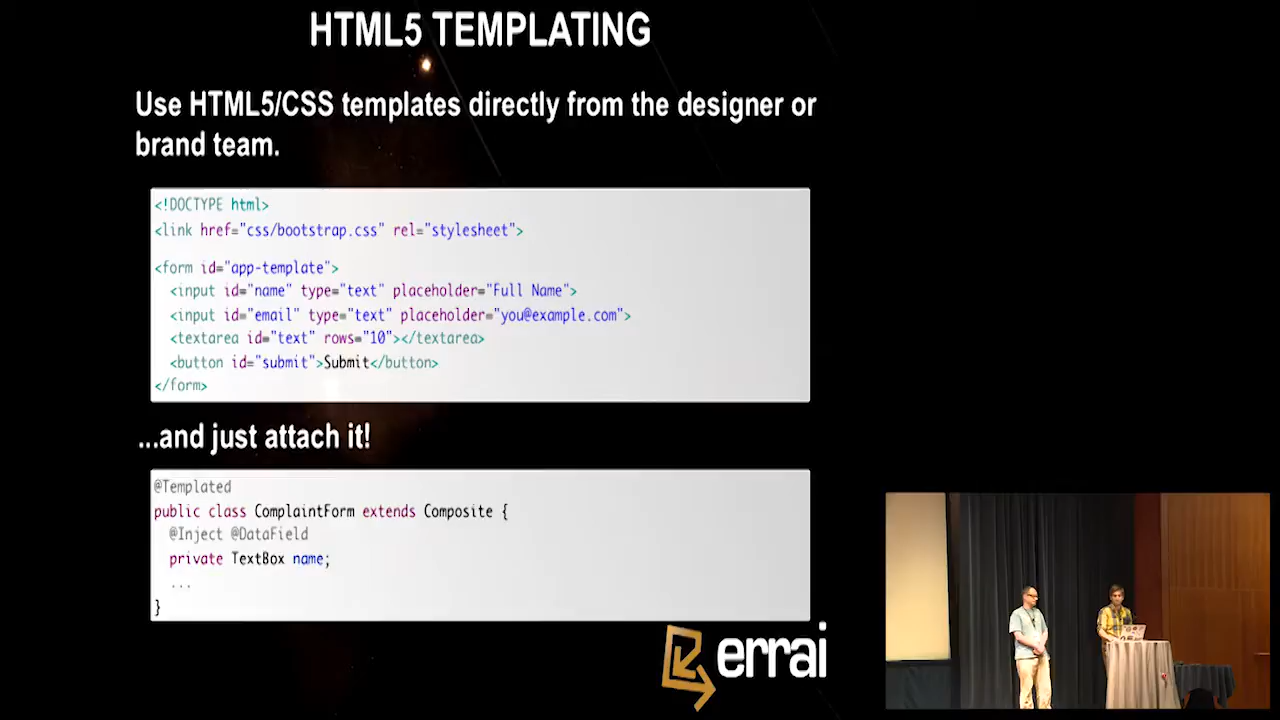 HTML5 TEMPLATING
Use HTML5/CSS templates directly from the designer or
brand team.
<!DOCTYPE html>
<link href="css/bootstrap.css" rel="stylesheet">
<form id="app-template">
<input id="name" type="text" placeholder="Full Name">
<input id="email" type="text" placeholder="you@example.com">
<textarea id="text" rows="10"></textarea>
<button id="submit">Submit</button>
</form>
...and just attach it!
@Templated
public class ComplaintForm extends Composite {
@Inject @DataField
private TextBox name;
...
}
errai